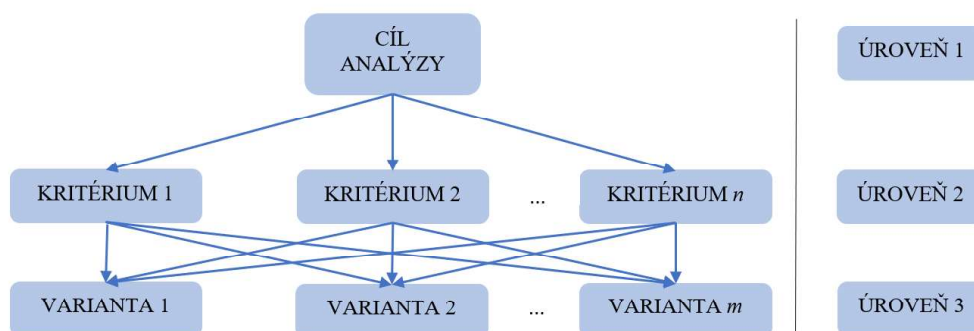 CÍL
ANALÝZY
ÚROVEŇ 1
KRITÉRIUM 1
KRITÉRIUM 2
...
KRITÉRIUM n
ÚROVEŇ 2
VARIANTA 1
VARIANTA 2
...
VARIANTA m
ÚROVEŇ 3